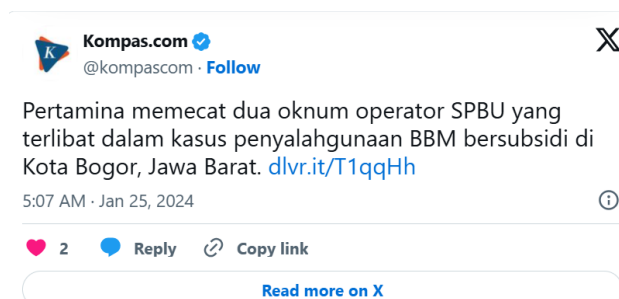 Kompas.com
@kompascom · Follow
Pertamina memecat dua oknum operator SPBU yang
terlibat dalam kasus penyalahgunaan BBM bersubsidi di
Kota Bogor, Jawa Barat. dlvr.it/T1qqHh
5:07 AM · Jan 25, 2024
2 Reply Copy link
Read more on X